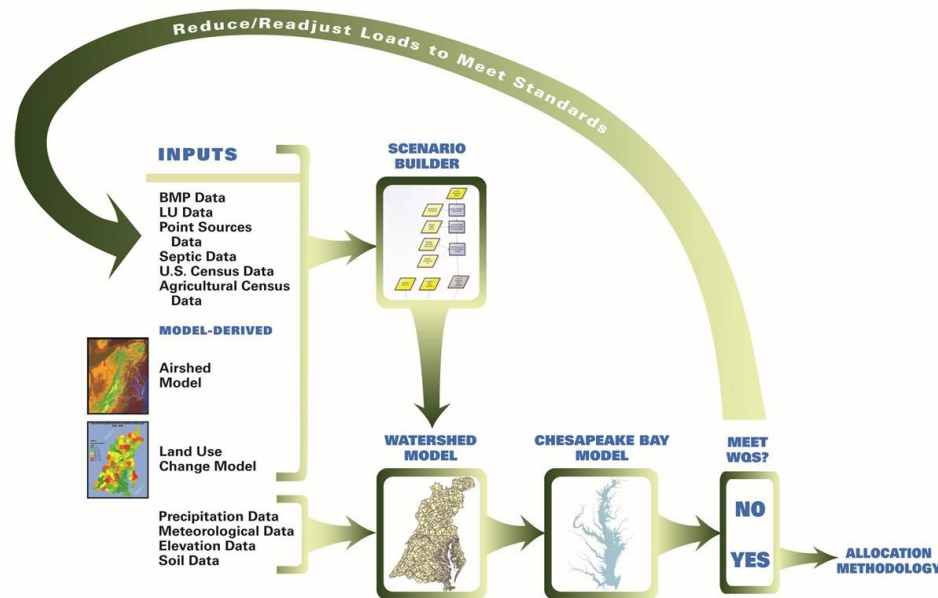 Reduce/Readjust Loads to Meet Standards
INPUTS
BMP Data
LU Data
Point Sources
Data
Septic Data
U.S. Census Data
Agricultural Census
Data
MODEL-DERIVED
Airshed
Model
Land Use
Change Model
Precipitation Data
Meteorological Data
Elevation Data
Soil Data
SCENARIO
BUILDER
WATERSHED
MODEL
CHESAPEAKE BAY
MODEL
MEET
WQS?
NO
YES
ALLOCATION
METHODOLOGY